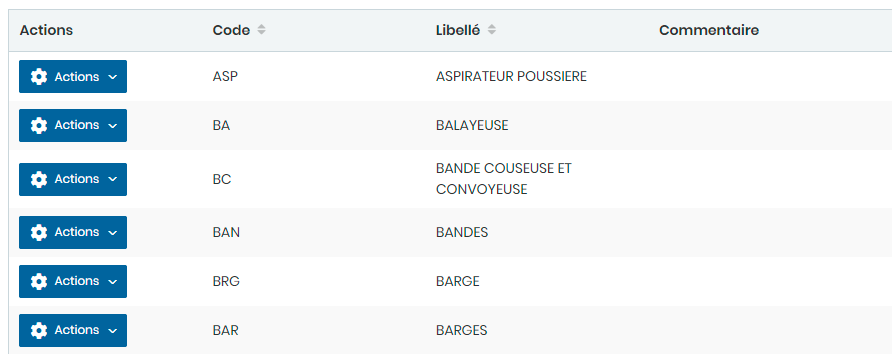 Actions Code Libellé Commentaire
Actions ASP ASPIRATEUR POUSSIERE
Actions BA BALAYEUSE
Actions BC BANDE COUSEUSE ET
CONVOYEUSE
Actions BAN BANDES
Actions BRG BARGE
Actions BAR BARGES